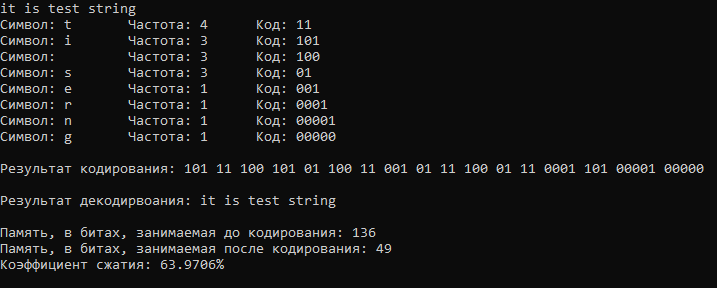 it is test string
Символ: t Частота: 4 Код: 11
Символ: i Частота: 3 Код: 101
Символ: Частота: 3 Код: 100
Символ: s Частота: 3 Код: 01
Символ: e Частота: 1 Код: 001
Символ: r Частота: 1 Код: 0001
Символ: n Частота: 1 Код: 00001
Символ: g Частота: 1 Код: 00000
Результат кодирования: 101 11 100 101 01 100 11 001 01 11 100 01 11 0001 101 00001 00000
Результат декодирвоания: it is test string
Память, в битах, занимаемая до кодирования: 136
Память, в битах, занимаемая после кодирования: 49
Коэффициент сжатия: 63.9706%